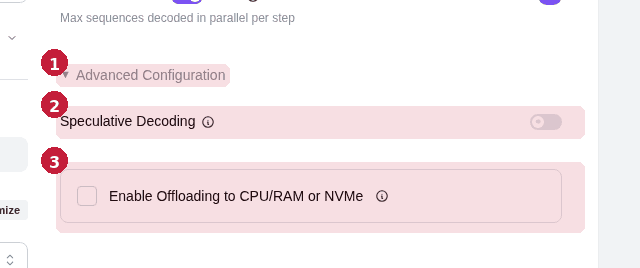 Max sequences decoded in parallel per step
1
Advanced Configuration
2
Speculative Decoding
3
Enable Offloading to CPU/RAM or NVMe
mize